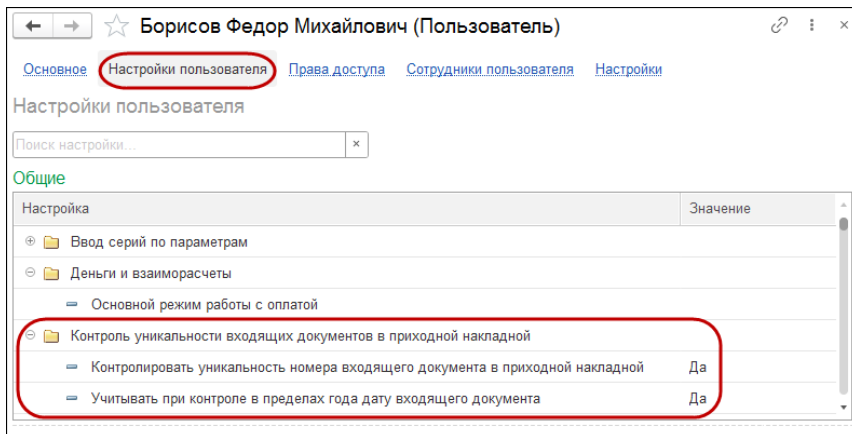 Борисов Федор Михайлович (Пользователь)
Основное Настройки пользователя Права доступа Сотрудники пользователя Настройки
Настройки пользователя
Поиск настройки...
Общие
Настройка Значение
Ввод серий по параметрам
Деньги и взаиморасчеты
Основной режим работы с оплатой
Контроль уникальности входящих документов в приходной накладной
Контролировать уникальность номера входящего документа в приходной накладной Да
Учитывать при контроле в пределах года дату входящего документа Да